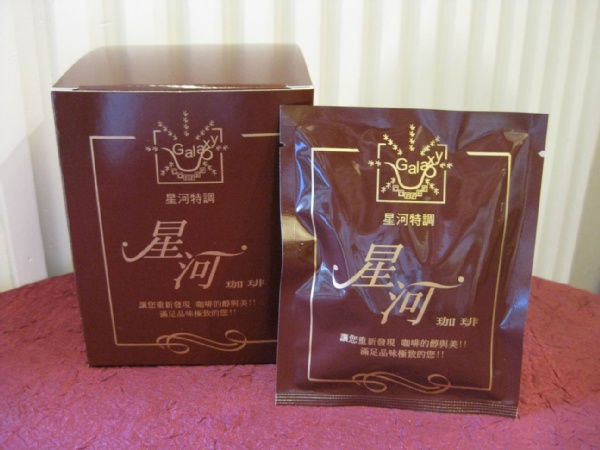 Galaxy
星河特調
星河
珈琲
讓您重新發現 咖啡的醇與美!!
滿足品味極致的您!!
Galaxy
星河特調
星河
珈琲
讓您重新發現 咖啡的醇與美!!
滿足品味極致的您!!